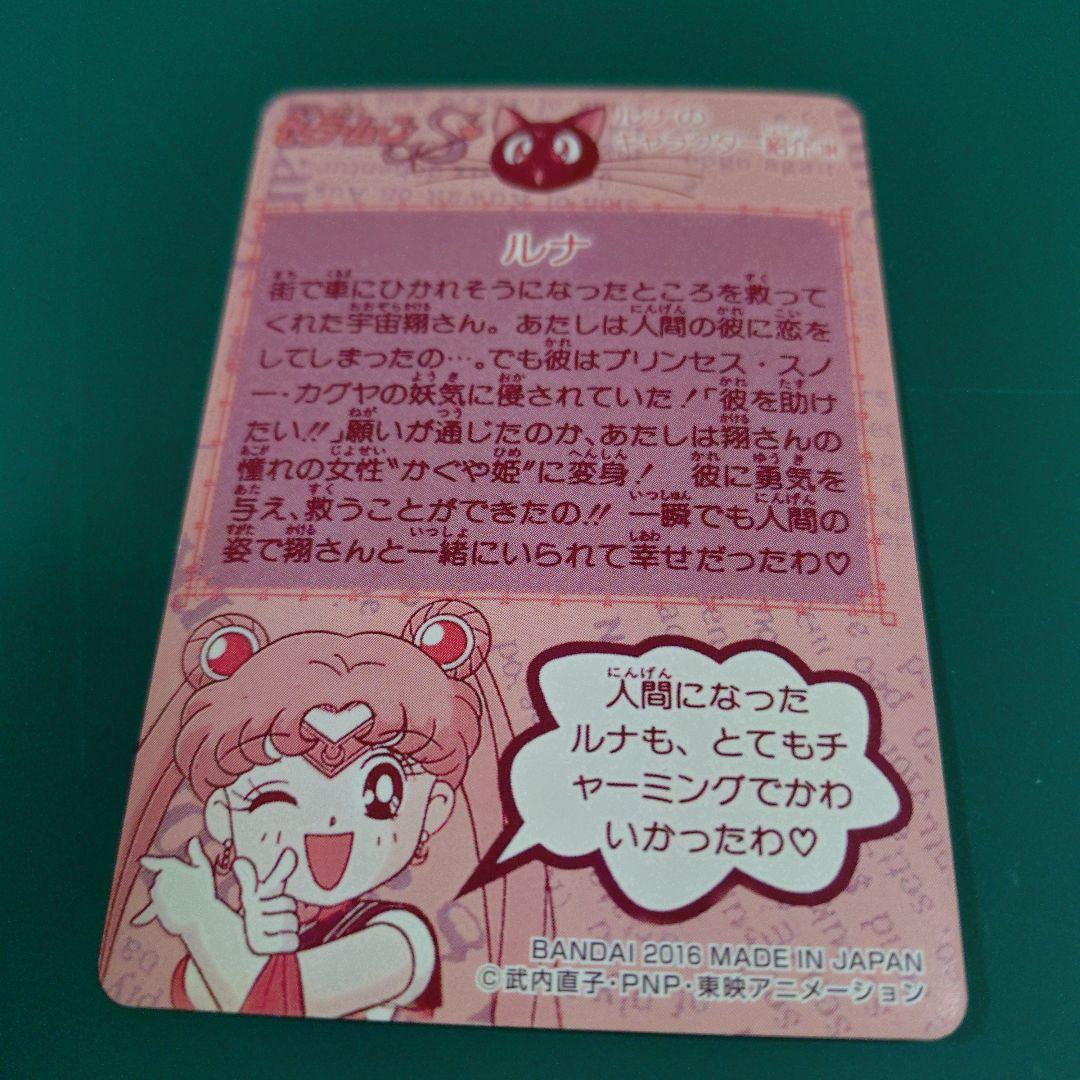 セーラームーンS
ルナの
キャラクター紹介
ルナ
街で車にひかれそうになったところを救って
くれた宇宙翔さん。あたしは人間の彼に恋を
してしまったの…。でも彼はプリンセス・スノ
ー・カグヤの妖気に侵されていた!「彼を助け
たい!!」願いが通じたのか、あたしは翔さんの
憧れの女性"かぐや姫"に変身! 彼に勇気を
与え、救うことができたの!! 一瞬でも人間の
姿で翔さんと一緒にいられて幸せだったわ♡
人間になった
ルナも、とてもチ
ャーミングでかわ
いかったわ♡
BANDAI 2016 MADE IN JAPAN
©武内直子・PNP・東映アニメーション